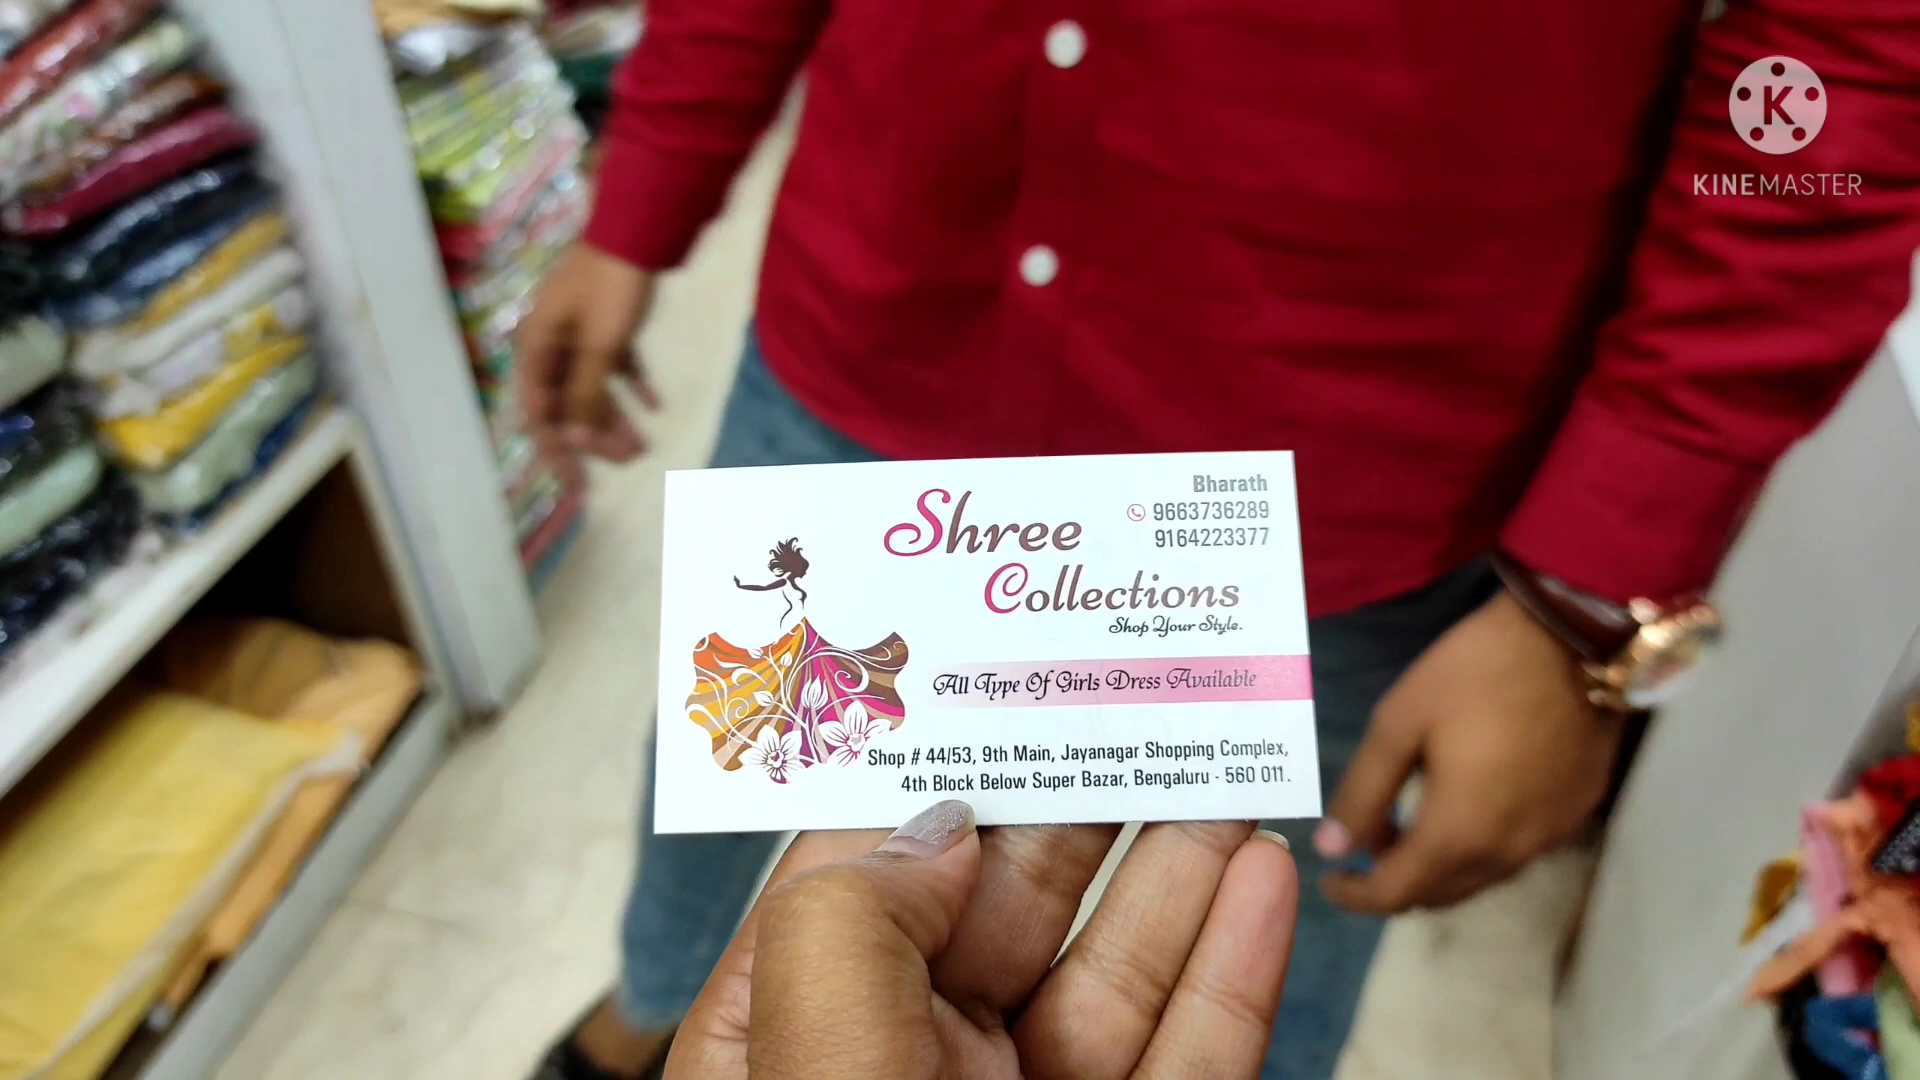 K
KINEMASTER
Bharath
9663736289
9164223377
Shree
Collections
Shop Your Style.
All Type Of Girls Dress Available
Shop # 44/53, 9th Main, Jayanagar Shopping Complex,
4th Block Below Super Bazar, Bengaluru - 560 011.